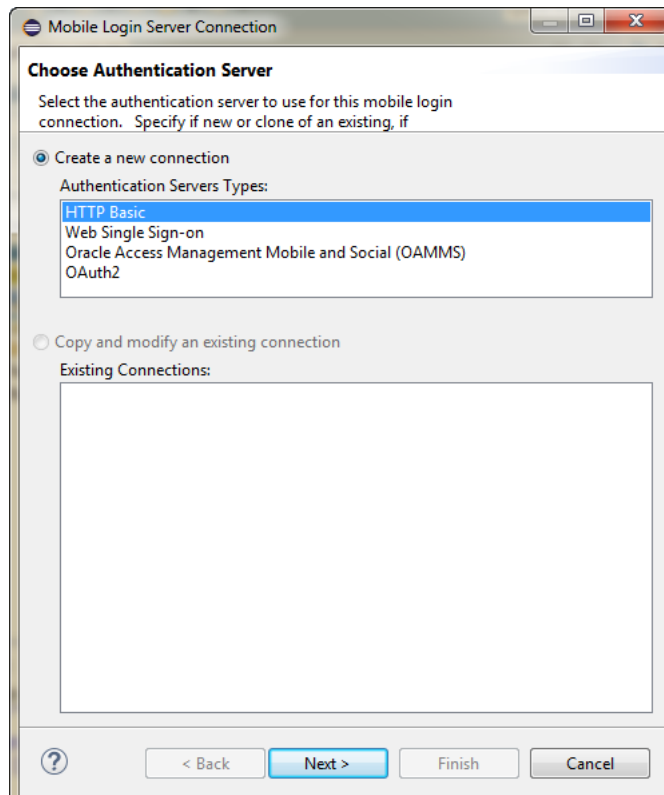 Mobile Login Server Connection
Choose Authentication Server
Select the authentication server to use for this mobile login
connection.   Specify if new or clone of an existing, if
Create a new connection
Authentication Servers Types:
HTTP Basic
Web Single Sign-on
Oracle Access Management Mobile and Social (OAMMS)
OAuth2
Copy and modify an existing connection
Existing Connections:
? < Back Next > Finish Cancel